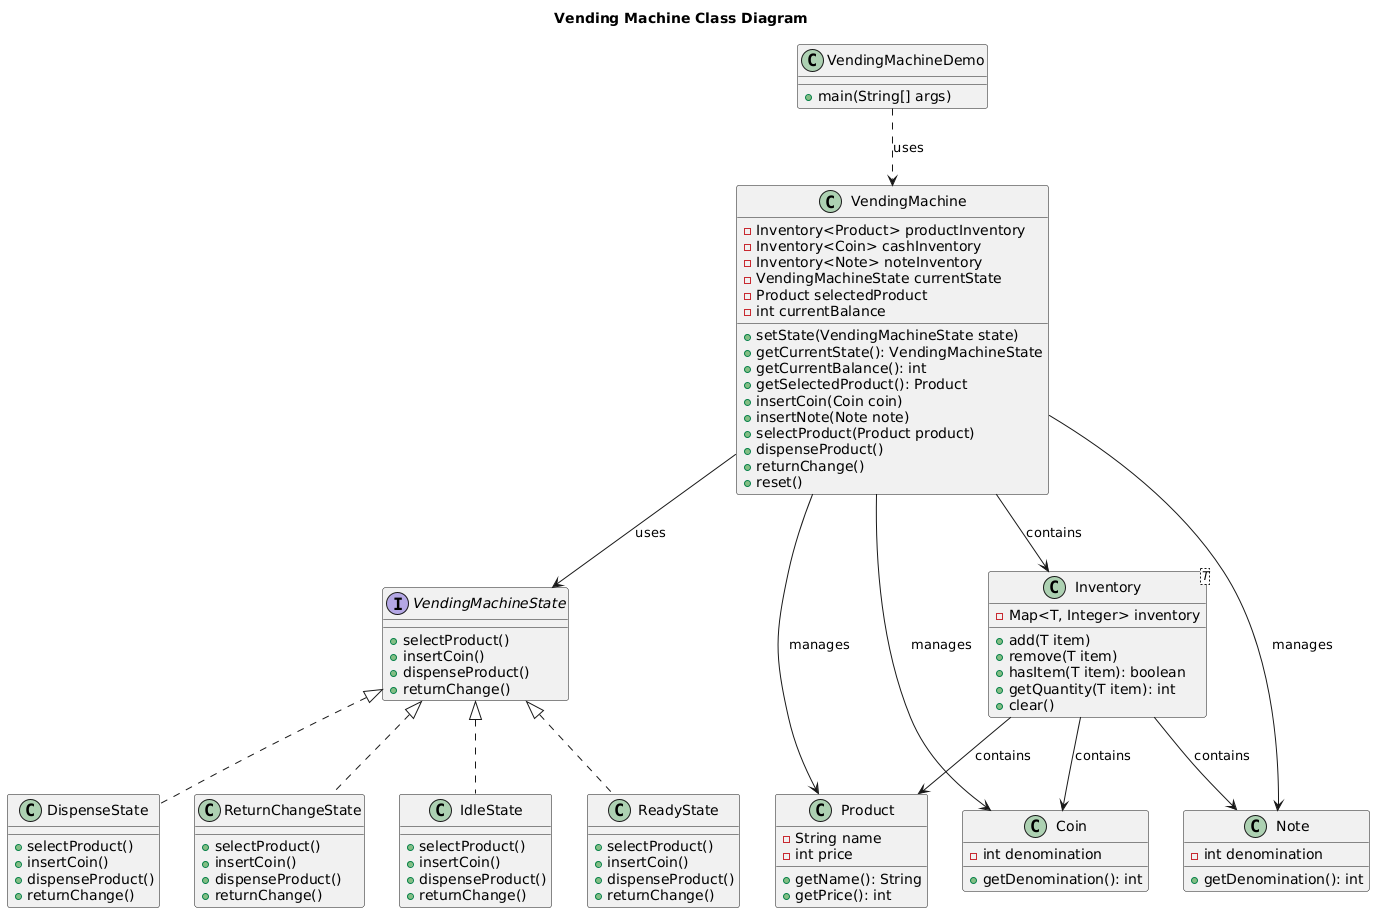 Vending Machine Class Diagram
C VendingMachineDemo
main(String[] args)
uses
C VendingMachine
Inventory<Product> productInventory
Inventory<Coin> cashInventory
Inventory<Note> noteInventory
VendingMachineState currentState
Product selectedProduct
int currentBalance
setState(VendingMachineState state)
getCurrentState(): VendingMachineState
getCurrentBalance(): int
getSelectedProduct(): Product
insertCoin(Coin coin)
insertNote(Note note)
selectProduct(Product product)
dispenseProduct()
returnChange()
reset()
uses
contains
manages
manages
manages
I VendingMachineState
selectProduct()
insertCoin()
dispenseProduct()
returnChange()
C Inventory T
Map<T, Integer> inventory
add(T item)
remove(T item)
hasItem(T item): boolean
getQuantity(T item): int
clear()
contains
contains
contains
C DispenseState
selectProduct()
insertCoin()
dispenseProduct()
returnChange()
C ReturnChangeState
selectProduct()
insertCoin()
dispenseProduct()
returnChange()
C IdleState
selectProduct()
insertCoin()
dispenseProduct()
returnChange()
C ReadyState
selectProduct()
insertCoin()
dispenseProduct()
returnChange()
C Product
String name
int price
getName(): String
getPrice(): int
C Coin
int denomination
getDenomination(): int
C Note
int denomination
getDenomination(): int